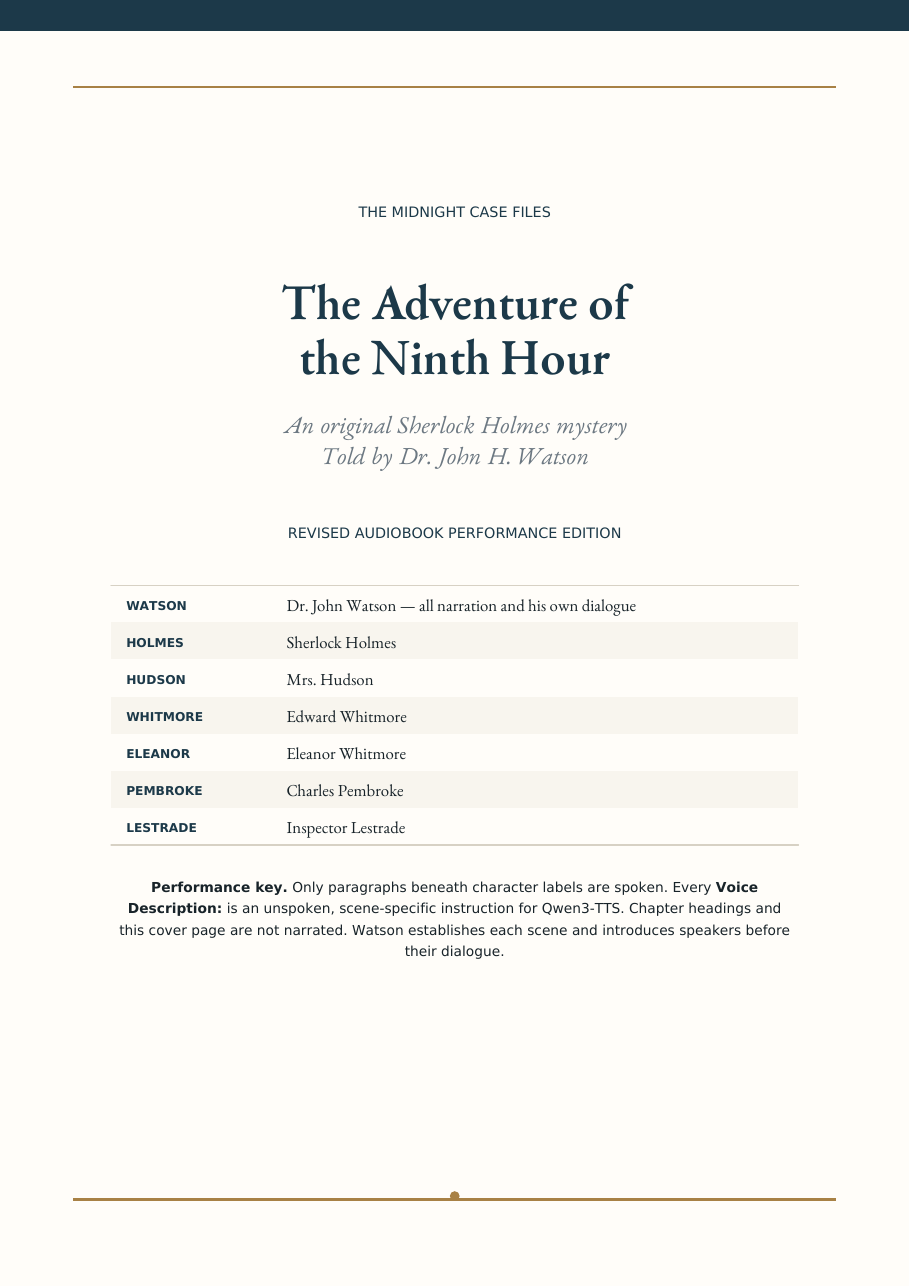 THE MIDNIGHT CASE FILES
The Adventure of
the Ninth Hour
An original Sherlock Holmes mystery
Told by Dr. John H. Watson
REVISED AUDIOBOOK PERFORMANCE EDITION
WATSON Dr. John Watson — all narration and his own dialogue
HOLMES Sherlock Holmes
HUDSON Mrs. Hudson
WHITMORE Edward Whitmore
ELEANOR Eleanor Whitmore
PEMBROKE Charles Pembroke
LESTRADE Inspector Lestrade
Performance key. Only paragraphs beneath character labels are spoken. Every Voice
Description: is an unspoken, scene-specific instruction for Qwen3-TTS. Chapter headings and
this cover page are not narrated. Watson establishes each scene and introduces speakers before
their dialogue.